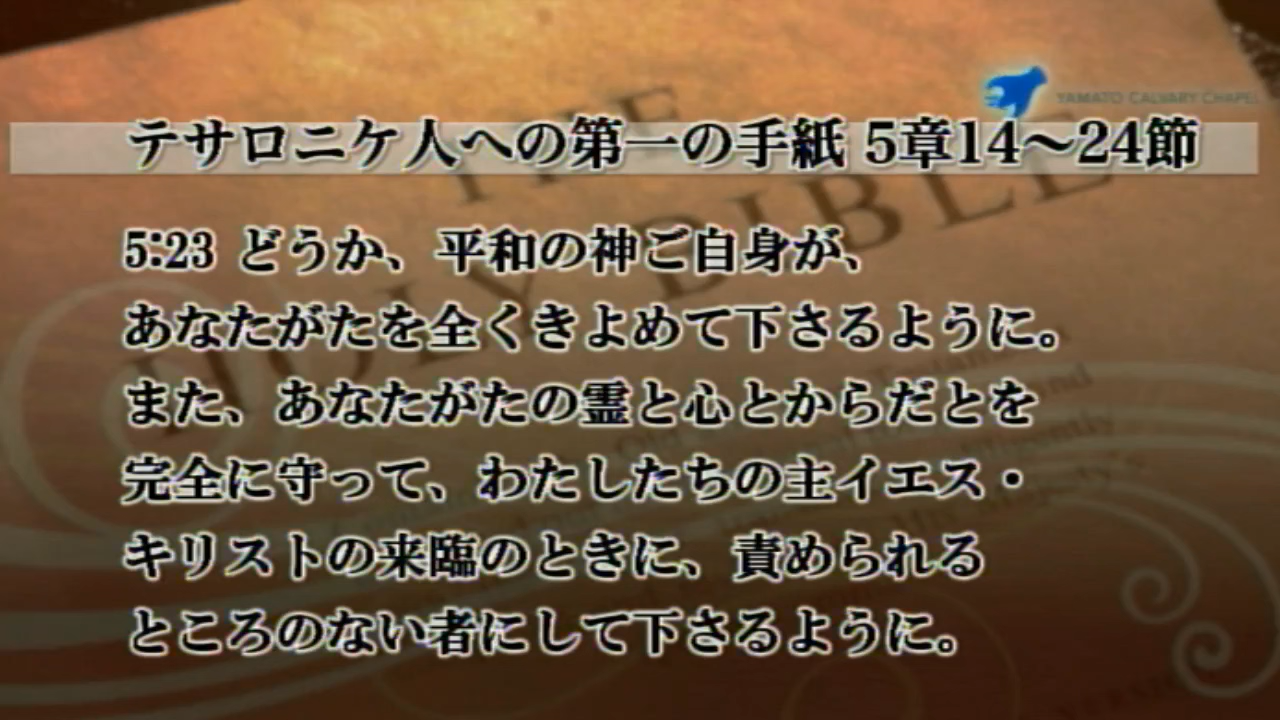 YAMATO CALVARY CHAPEL
テサロニケ人への第一の手紙 5章14～24節
THE
HOLY BIBLE
5:23 どうか、平和の神ご自身が、
あなたがたを全くきよめて下さるように。
また、あなたがたの霊と心とからだとを
完全に守って、わたしたちの主イエス・
キリストの来臨のときに、責められる
ところのない者にして下さるように。